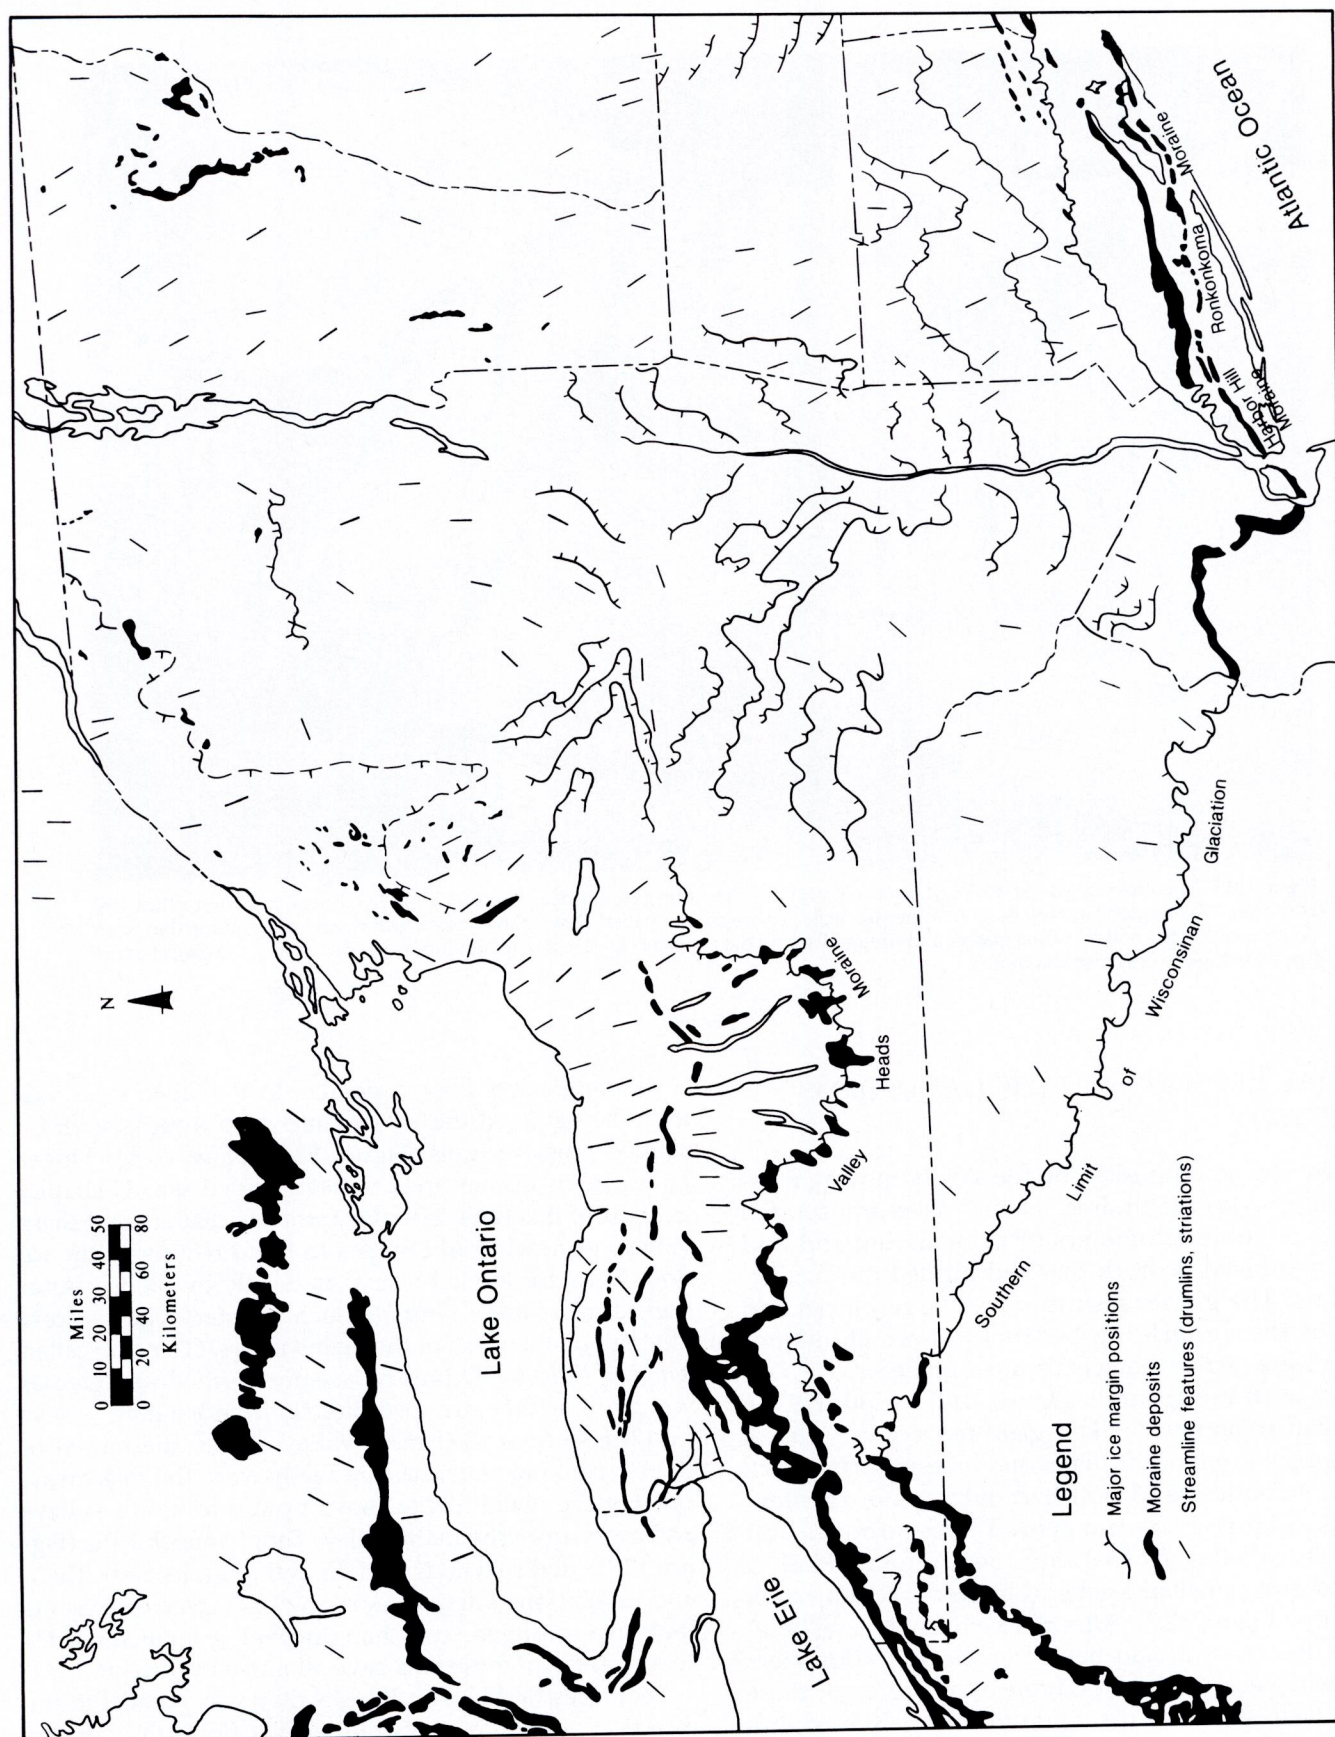 N
Miles
0 10 20 30 40 50
0 20 40 60 80
Kilometers
Lake Ontario
Lake Erie
Atlantic Ocean
Moraine
Ronkonkoma
Harbor Hill
Moraine
Valley
Heads
Moraine
Southern
Limit
of
Wisconsinan
Glaciation
Legend
Major ice margin positions
Moraine deposits
Streamline features (drumlins, striations)